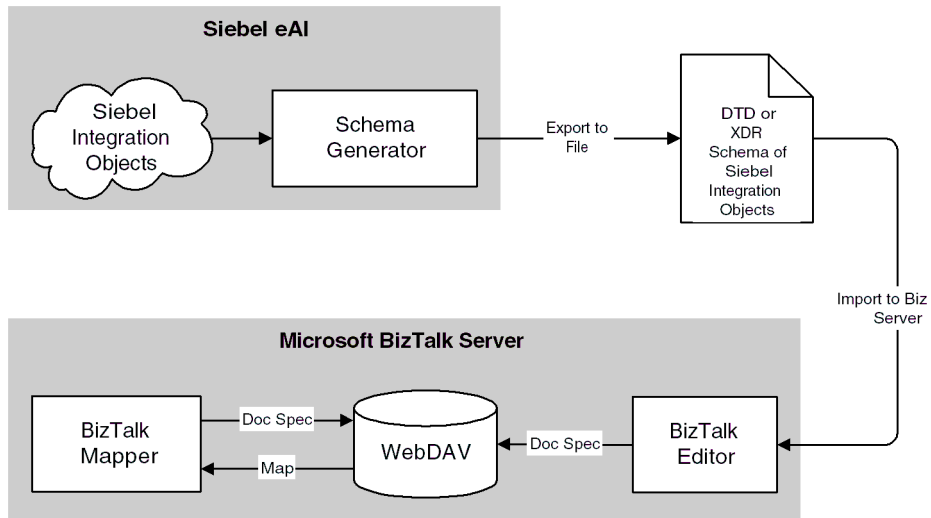 Siebel eAI
Siebel
Integration
Objects
Schema
Generator
Export to
File
DTD or
XDR
Schema of
Siebel
Integration
Objects
Import to Biz
Server
Microsoft BizTalk Server
BizTalk
Mapper
Doc Spec
Map
WebDAV
Doc Spec
BizTalk
Editor